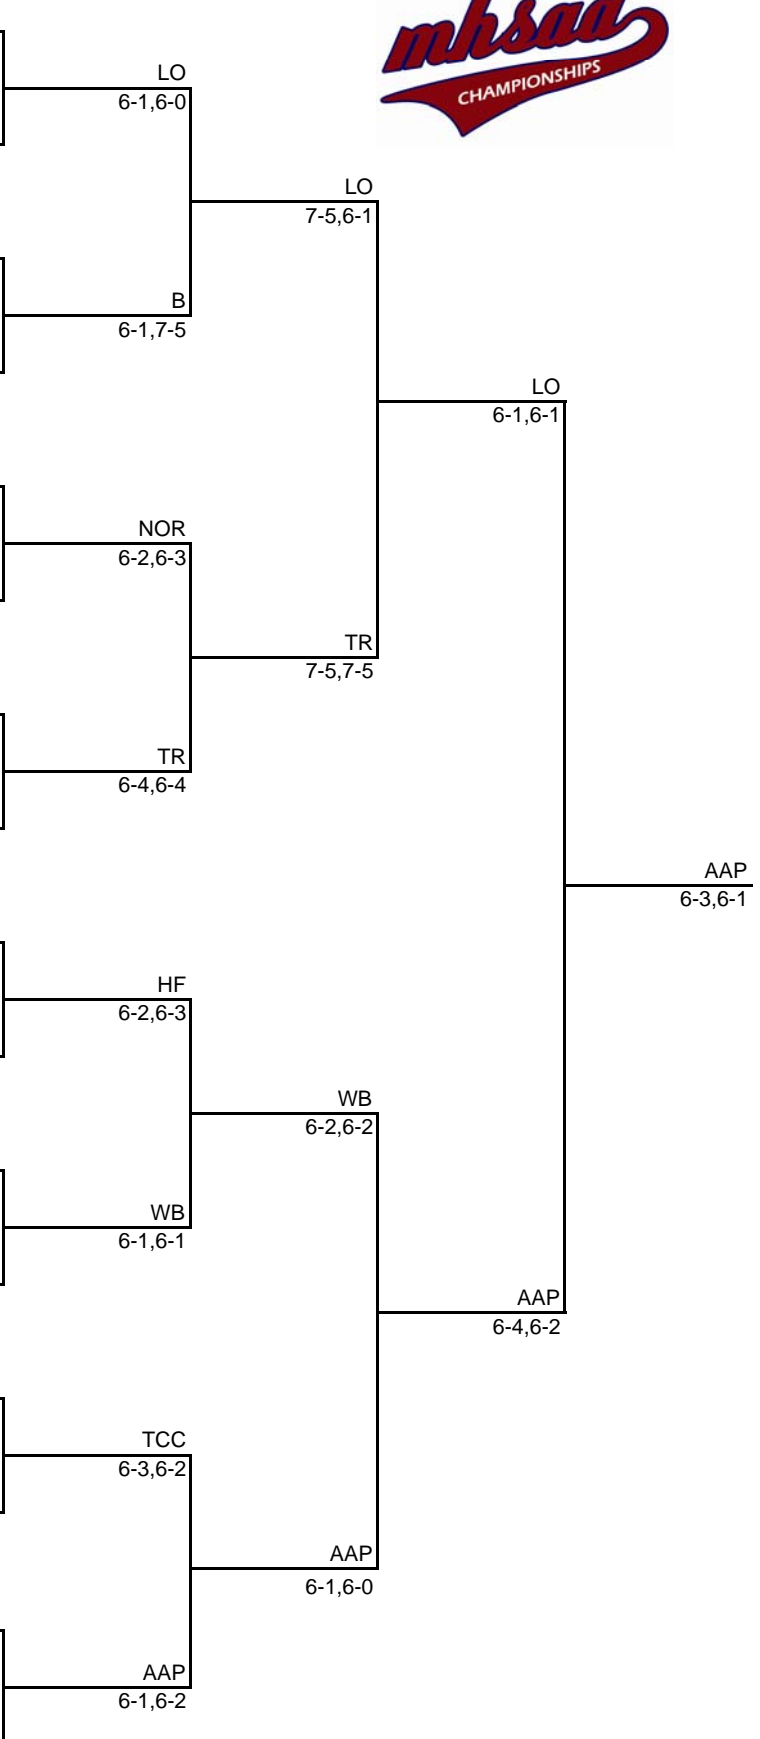 mhsaa
CHAMPIONSHIPS
LO
6-1,6-0
LO
7-5,6-1
B
6-1,7-5
LO
6-1,6-1
NOR
6-2,6-3
TR
7-5,7-5
TR
6-4,6-4
AAP
6-3,6-1
HF
6-2,6-3
WB
6-2,6-2
WB
6-1,6-1
AAP
6-4,6-2
TCC
6-3,6-2
AAP
6-1,6-0
AAP
6-1,6-2